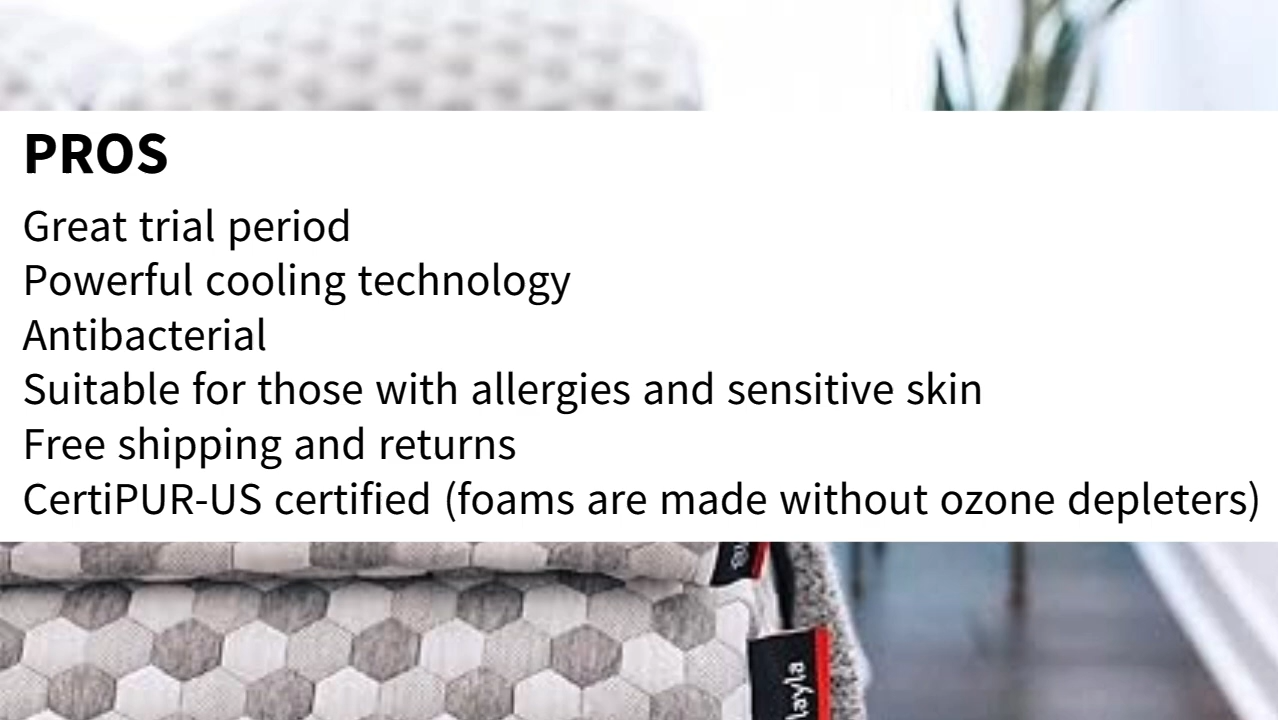 PROS
Great trial period
Powerful cooling technology
Antibacterial
Suitable for those with allergies and sensitive skin
Free shipping and returns
CertiPUR-US certified (foams are made without ozone depleters)
layla